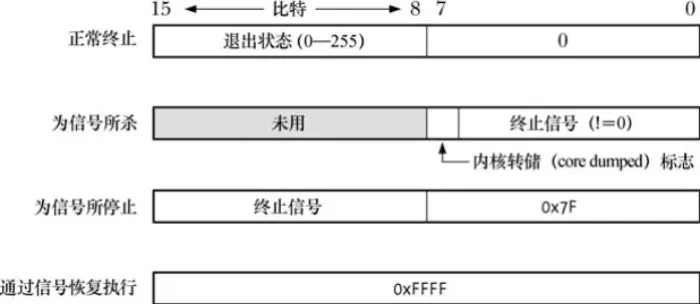 15 比特 8 7 0
正常终止 退出状态 (0—255) 0
为信号所杀 未用 终止信号 (!=0)
内核转储 (core dumped) 标志
为信号所停止 终止信号 0x7F
通过信号恢复执行 0xFFFF